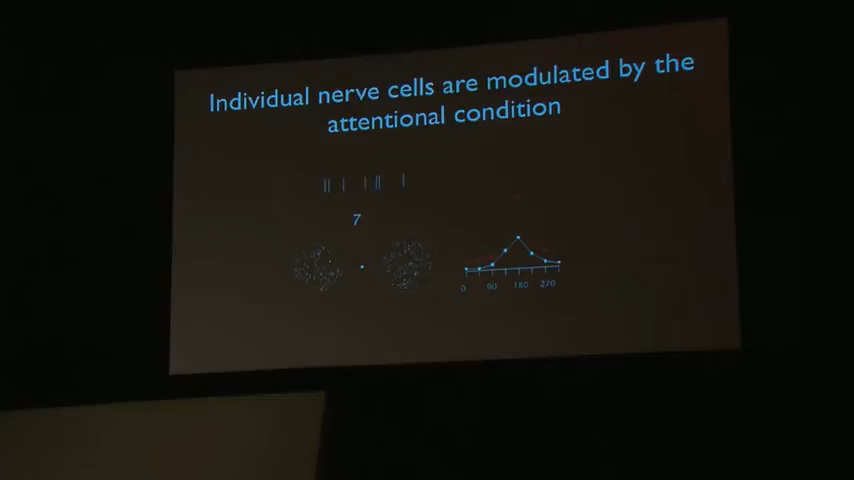 Individual nerve cells are modulated by the
attentional condition
7
0 90 180 270